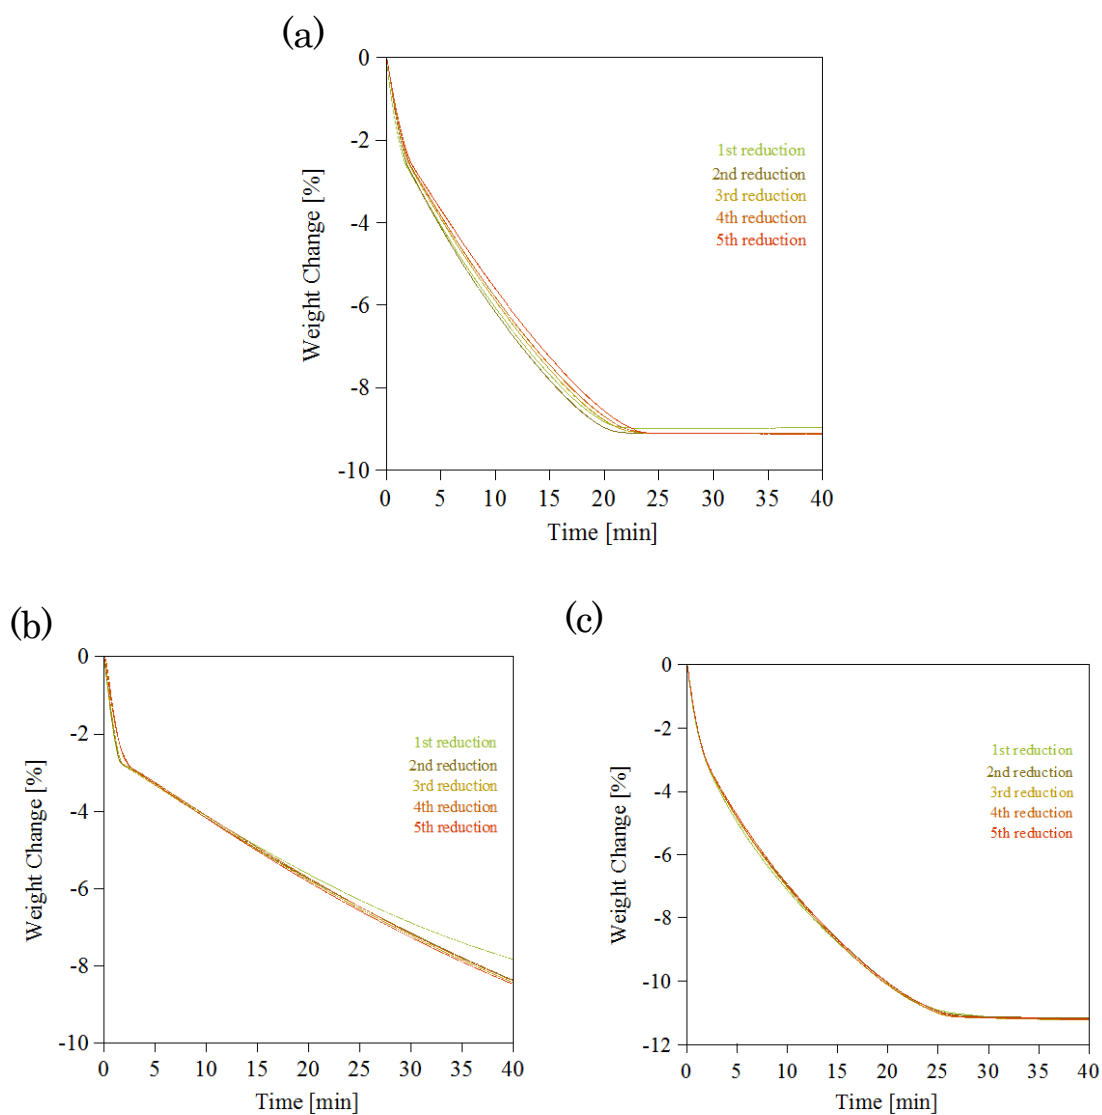 (a)
0
-2
-4
-6
-8
-10
Weight Change [%]
1st reduction
2nd reduction
3rd reduction
4th reduction
5th reduction
0 5 10 15 20 25 30 35 40
Time [min]
(b)
0
-2
-4
-6
-8
-10
Weight Change [%]
1st reduction
2nd reduction
3rd reduction
4th reduction
5th reduction
0 5 10 15 20 25 30 35 40
Time [min]
(c)
0
-2
-4
-6
-8
-10
-12
Weight Change [%]
1st reduction
2nd reduction
3rd reduction
4th reduction
5th reduction
0 5 10 15 20 25 30 35 40
Time [min]